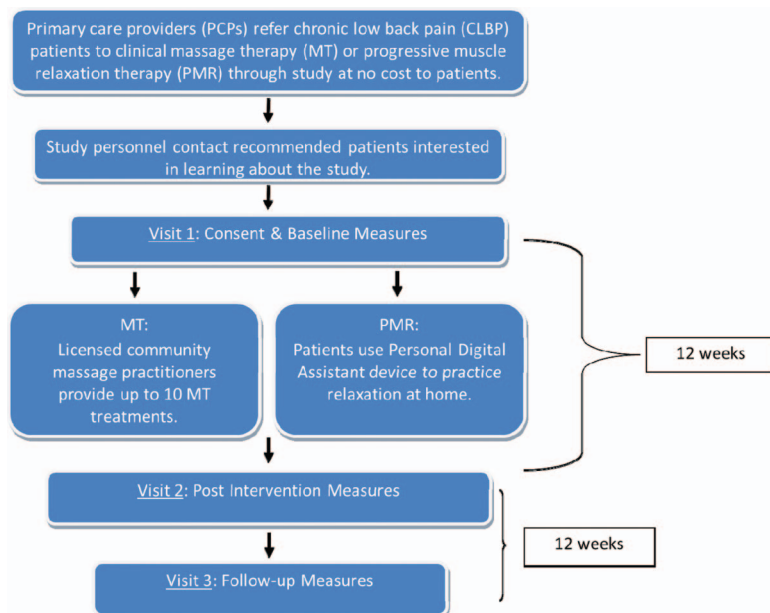 Primary care providers (PCPs) refer chronic low back pain (CLBP)
patients to clinical massage therapy (MT) or progressive muscle
relaxation therapy (PMR) through study at no cost to patients.
Study personnel contact recommended patients interested
in learning about the study.
Visit 1: Consent & Baseline Measures
MT:
Licensed community
massage practitioners
provide up to 10 MT
treatments.
PMR:
Patients use Personal Digital
Assistant device to practice
relaxation at home.
12 weeks
Visit 2: Post Intervention Measures
12 weeks
Visit 3: Follow-up Measures